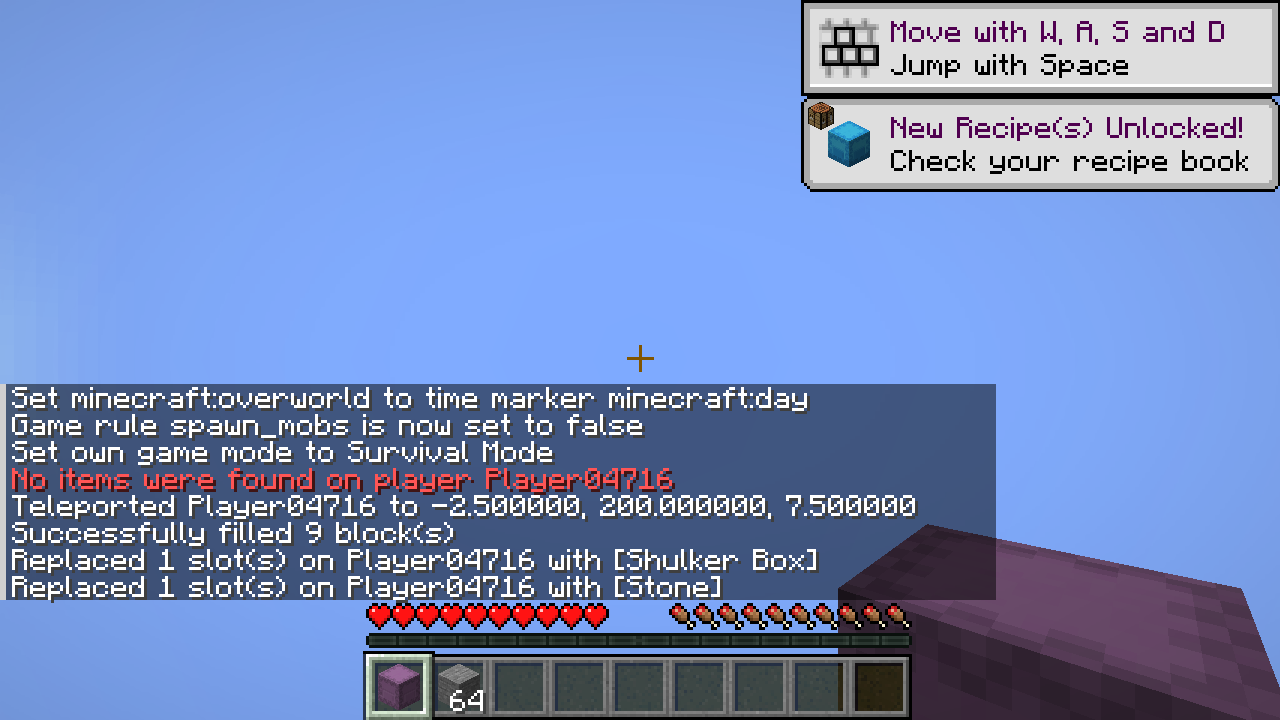 Move with W, A, S and D
Jump with Space
New Recipe(s) Unlocked!
Check your recipe book
Set minecraft:overworld to time marker minecraft:day
Game rule spawn_mobs is now set to false
Set own game mode to Survival Mode
No items were found on player Player04716
Teleported Player04716 to -2.500000, 200.000000, 7.500000
Successfully filled 9 block(s)
Replaced 1 slot(s) on Player04716 with [Shulker Box]
Replaced 1 slot(s) on Player04716 with [Stone]
64